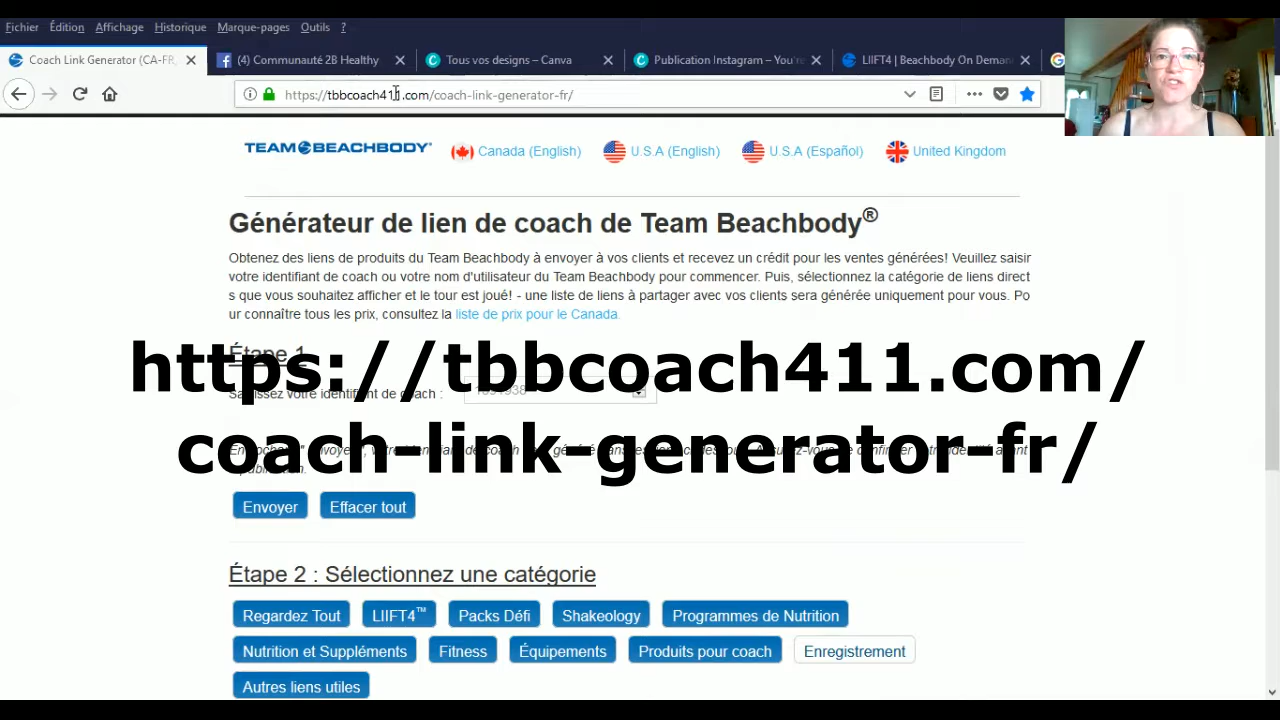 Fichier Édition Affichage Historique Marque-pages Outils ?
Coach Link Generator (CA-FR, (4) Communauté 2B Healthy Tous vos designs – Canva Publication Instagram – You're LIIFT4 | Beachbody On Deman
https://tbbcoach411.com/coach-link-generator-fr/
TEAM BEACHBODY Canada (English) U.S.A (English) U.S.A (Español) United Kingdom
Générateur de lien de coach de Team Beachbody®
Obtenez des liens de produits du Team Beachbody à envoyer à vos clients et recevez un crédit pour les ventes générées! Veuillez saisir
votre identifiant de coach ou votre nom d'utilisateur du Team Beachbody pour commencer. Puis, sélectionnez la catégorie de liens direct
s que vous souhaitez afficher et le tour est joué! - une liste de liens à partager avec vos clients sera générée uniquement pour vous. Po
ur connaître tous les prix, consultez la liste de prix pour le Canada.
Étape 1
https://tbbcoach411.com/
votre identifiant de coach :
coach-link-generator-fr/
Envoyer Effacer tout
Étape 2 : Sélectionnez une catégorie
Regardez Tout LIIFT4™ Packs Défi Shakeology Programmes de Nutrition
Nutrition et Suppléments Fitness Équipements Produits pour coach Enregistrement
Autres liens utiles